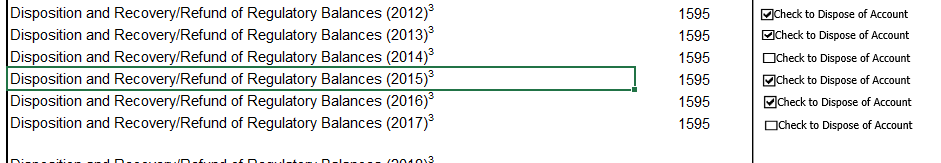 Disposition and Recovery/Refund of Regulatory Balances (2012)³ 1595 Check to Dispose of Account
Disposition and Recovery/Refund of Regulatory Balances (2013)³ 1595 Check to Dispose of Account
Disposition and Recovery/Refund of Regulatory Balances (2014)³ 1595 Check to Dispose of Account
Disposition and Recovery/Refund of Regulatory Balances (2015)³ 1595 Check to Dispose of Account
Disposition and Recovery/Refund of Regulatory Balances (2016)³ 1595 Check to Dispose of Account
Disposition and Recovery/Refund of Regulatory Balances (2017)³ 1595 Check to Dispose of Account